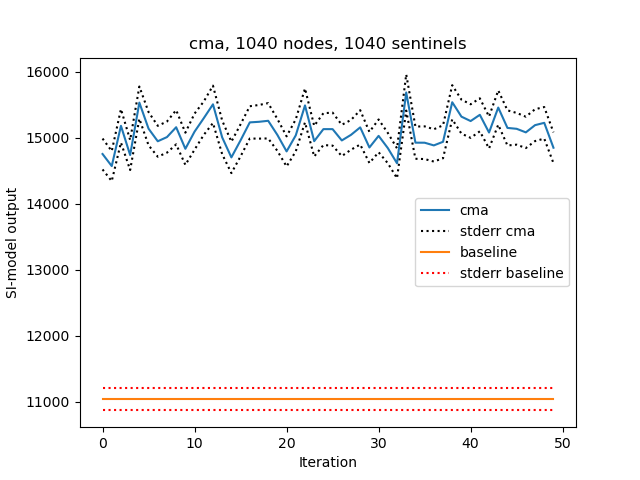 cma, 1040 nodes, 1040 sentinels
SI-model output
16000
15000
14000
13000
12000
11000
cma
stderr cma
baseline
stderr baseline
0 10 20 30 40 50
Iteration